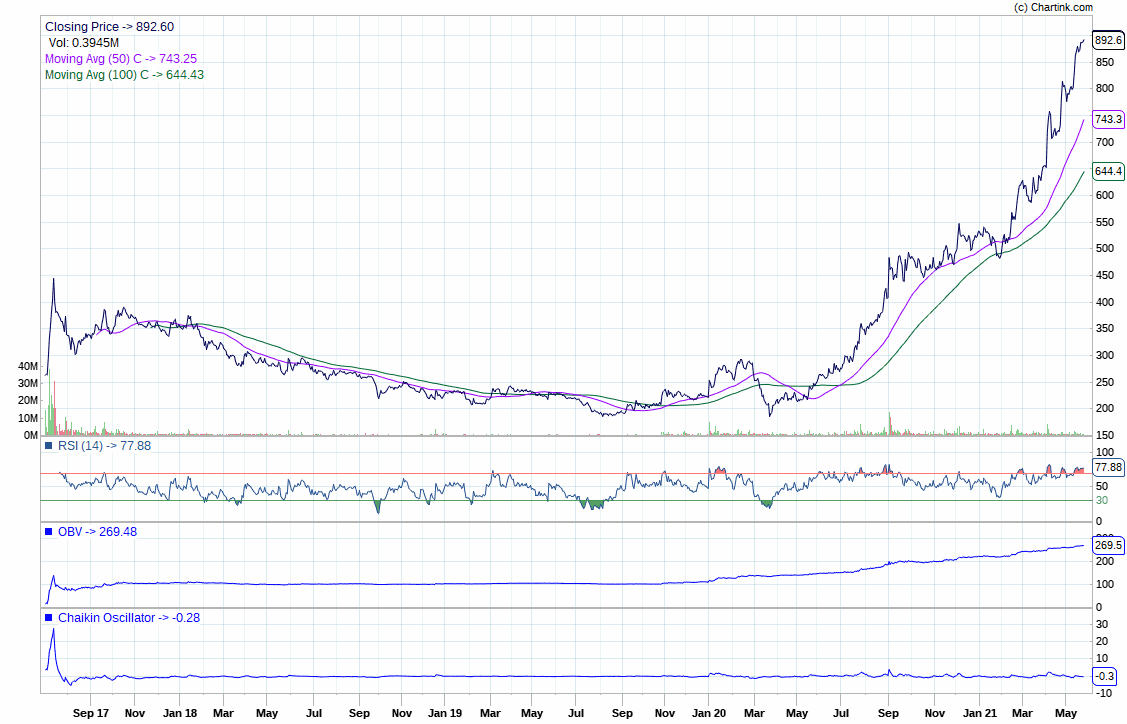 (c) Chartink.com
Closing Price -> 892.60
Vol: 0.3945M
Moving Avg (50) C -> 743.25
Moving Avg (100) C -> 644.43
892.6
850
800
743.3
700
644.4
600
550
500
450
400
350
300
250
200
150
40M
30M
20M
10M
0M
RSI (14) -> 77.88
100
77.88
50
30
0
OBV -> 269.48
269.5
200
100
0
Chaikin Oscillator -> -0.28
30
20
10
-0.3
-10
Sep 17 Nov Jan 18 Mar May Jul Sep Nov Jan 19 Mar May Jul Sep Nov Jan 20 Mar May Jul Sep Nov Jan 21 Mar May